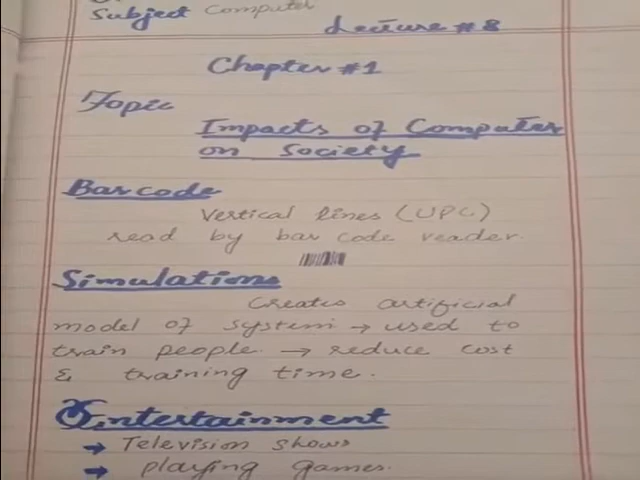 Subject Computer
Lecture #8
Chapter #1
Topic
Impacts of Computer
on Society
Barcode
Vertical lines (UPC)
read by bar code reader.
Simulations
Creates artificial
model of system → used to
train people. → reduce cost
& training time.
Entertainment
→ Television shows
→ playing games.